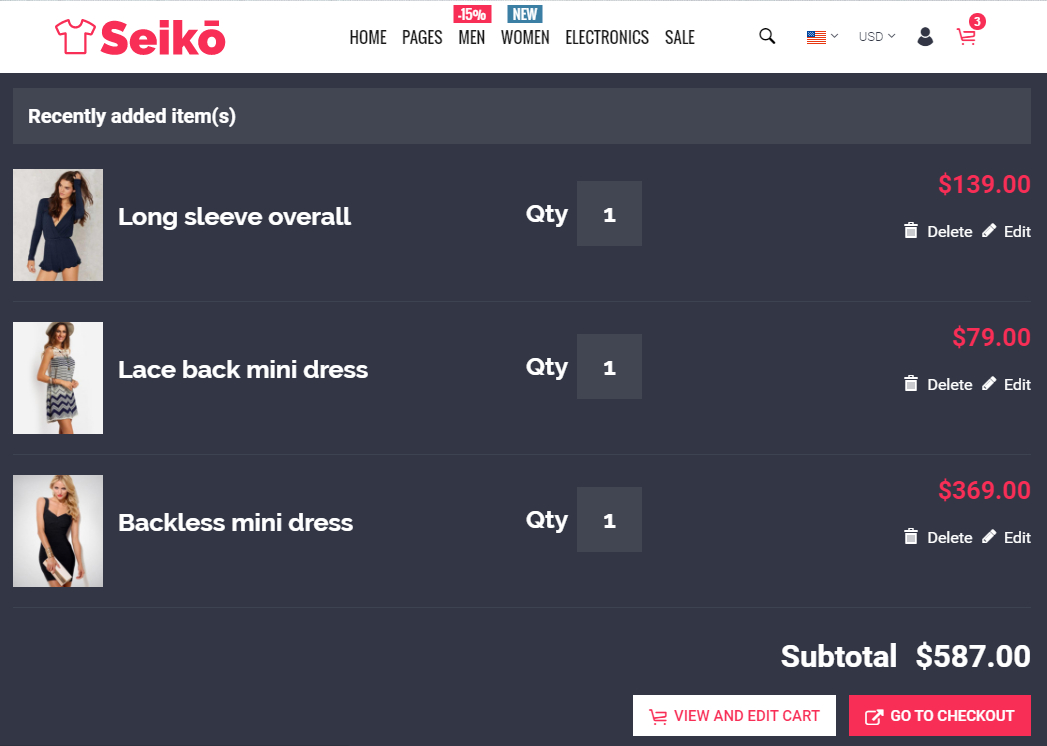 -15% NEW
Seikō HOME PAGES MEN WOMEN ELECTRONICS SALE USD 3
Recently added item(s)
$139.00
Long sleeve overall Qty 1
Delete Edit
$79.00
Lace back mini dress Qty 1
Delete Edit
$369.00
Backless mini dress Qty 1
Delete Edit
Subtotal $587.00
VIEW AND EDIT CART GO TO CHECKOUT